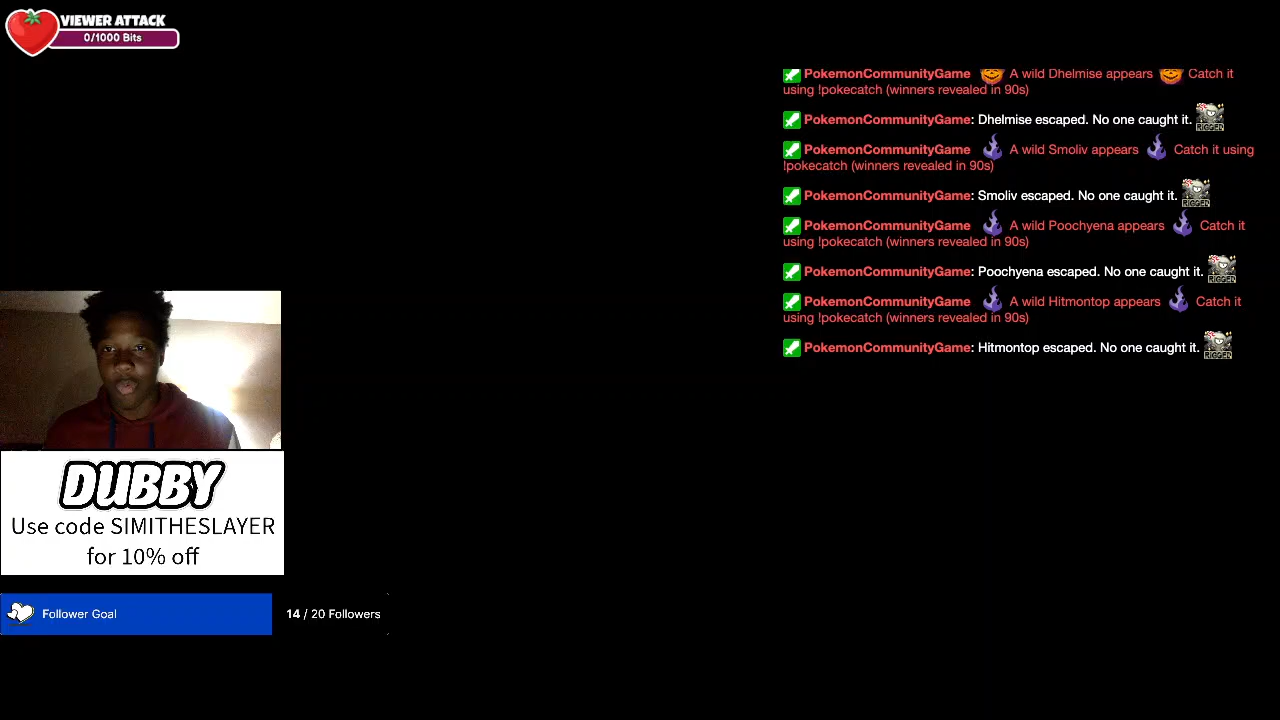 VIEWER ATTACK
0/1000 Bits
PokemonCommunityGame A wild Dhelmise appears Catch it
using !pokecatch (winners revealed in 90s)
PokemonCommunityGame: Dhelmise escaped. No one caught it. RIGGED
PokemonCommunityGame A wild Smoliv appears Catch it using
!pokecatch (winners revealed in 90s)
PokemonCommunityGame: Smoliv escaped. No one caught it. RIGGED
PokemonCommunityGame A wild Poochyena appears Catch it
using !pokecatch (winners revealed in 90s)
PokemonCommunityGame: Poochyena escaped. No one caught it. RIGGED
PokemonCommunityGame A wild Hitmontop appears Catch it
using !pokecatch (winners revealed in 90s)
PokemonCommunityGame: Hitmontop escaped. No one caught it. RIGGED
DUBBY
Use code SIMITHESLAYER
for 10% off
Follower Goal
14 / 20 Followers